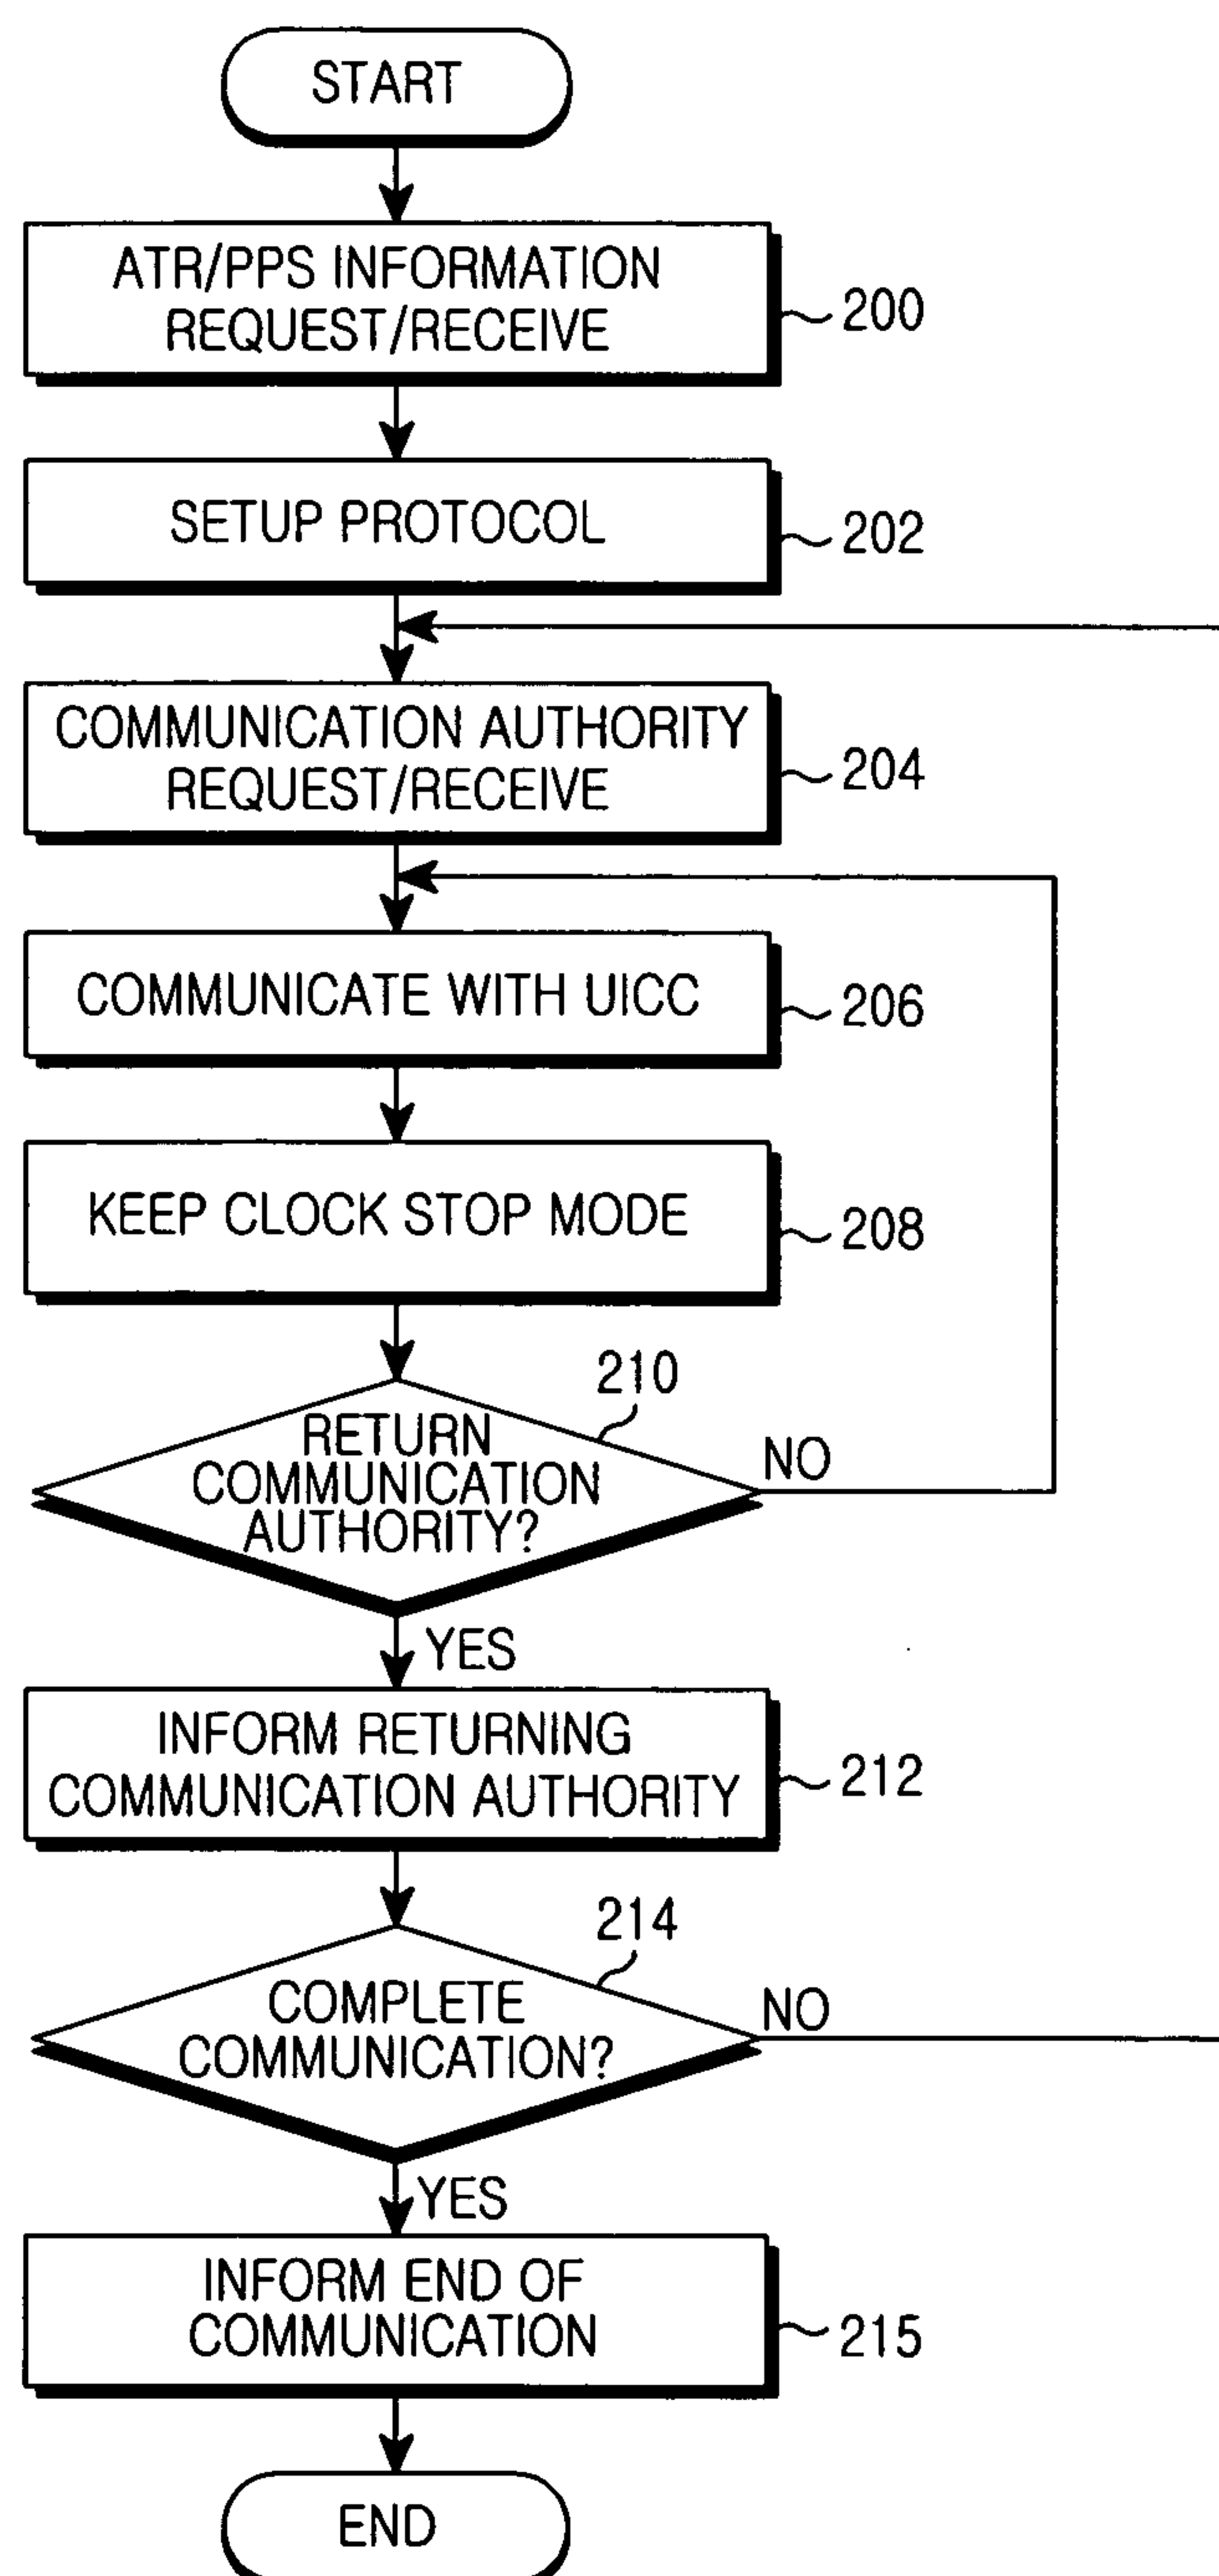 START
ATR/PPS INFORMATION
REQUEST/RECEIVE
200
SETUP PROTOCOL
202
COMMUNICATION AUTHORITY
REQUEST/RECEIVE
204
COMMUNICATE WITH UICC
206
KEEP CLOCK STOP MODE
208
210
RETURN
COMMUNICATION
AUTHORITY?
NO
YES
INFORM RETURNING
COMMUNICATION AUTHORITY
212
214
COMPLETE
COMMUNICATION?
NO
YES
INFORM END OF
COMMUNICATION
215
END